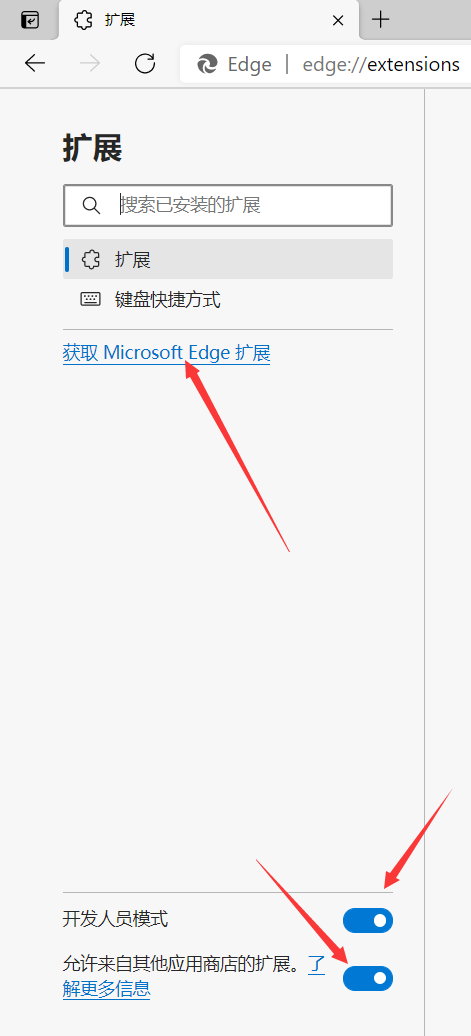 扩展
Edge | edge://extensions
扩展
搜索已安装的扩展
扩展
键盘快捷方式
获取 Microsoft Edge 扩展
开发人员模式
允许来自其他应用商店的扩展。了
解更多信息